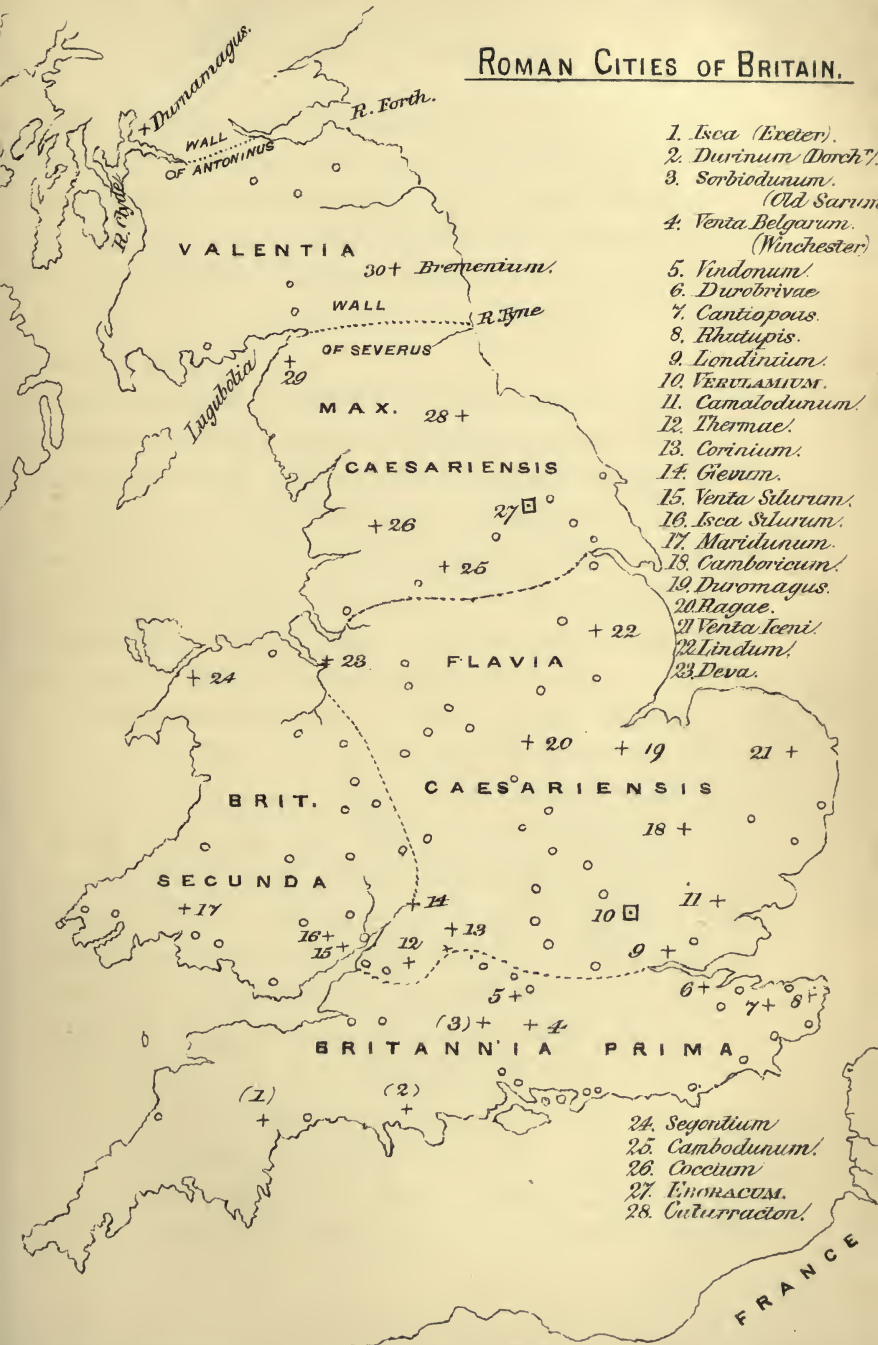 ROMAN CITIES OF BRITAIN.
+Dumamagus.
R. Forth.
WALL
OF ANTONINUS
R. Clyde
VALENTIA
30+ Bremenium.
WALL
R. Tyne
OF SEVERUS
29
Lugubolia
MAX.
28 +
CAESARIENSIS
27
+ 26
+ 25
+ 22
+ 23
FLAVIA
+ 24
+ 20
+ 19
21 +
CAESARIENSIS
BRIT.
18 +
SECUNDA
+ 17
+ 14
11 +
10
16+
+ 13
15+
12
9 +
5+
6+
7+
8+
(3)+
+ 4
BRITANNIA PRIMA
(1)
(2)
FRANCE
1. Isca (Exeter).
2. Durinum (Dorchr).
3. Sorbiodunum.
(Old Sarum
4. Venta Belgarum.
(Winchester)
5. Vindonum.
6. Durobrivae
7. Cantiopous.
8. Rhutupis.
9. Londinium.
10. VERULAMIUM.
11. Camalodunum.
12. Thermae.
13. Corinium.
14. Glevum.
15. Venta Silurum.
16. Isca Silurum.
17. Maridunum.
18. Camboricum.
19. Duromagus.
20. Ragae.
21 Venta Iceni.
22 Lindum.
23. Deva.
24. Segontium
25. Cambodunum.
26. Coccium
27. EBORACUM.
28. Caturracton.